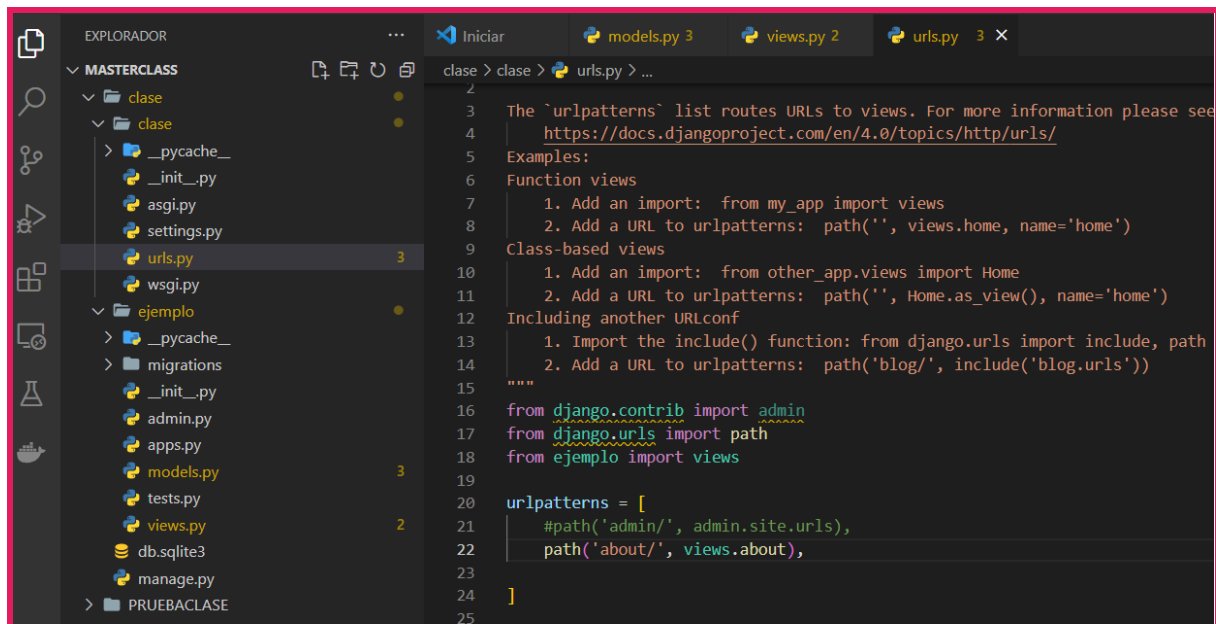 EXPLORADOR ...
MASTERCLASS
clase
clase
__pycache__
__init__.py
asgi.py
settings.py
urls.py 3
wsgi.py
ejemplo
__pycache__
migrations
__init__.py
admin.py
apps.py
models.py 3
tests.py
views.py 2
db.sqlite3
manage.py
PRUEBACLASE
Iniciar models.py 3 views.py 2 urls.py 3
clase > clase > urls.py > ...
2
3 The `urlpatterns` list routes URLs to views. For more information please see
4 https://docs.djangoproject.com/en/4.0/topics/http/urls/
5 Examples:
6 Function views
7 1. Add an import:  from my_app import views
8 2. Add a URL to urlpatterns:  path('', views.home, name='home')
9 Class-based views
10 1. Add an import:  from other_app.views import Home
11 2. Add a URL to urlpatterns:  path('', Home.as_view(), name='home')
12 Including another URLconf
13 1. Import the include() function: from django.urls import include, path
14 2. Add a URL to urlpatterns:  path('blog/', include('blog.urls'))
15 """
16 from django.contrib import admin
17 from django.urls import path
18 from ejemplo import views
19
20 urlpatterns = [
21 #path('admin/', admin.site.urls),
22 path('about/', views.about),
23
24 ]
25